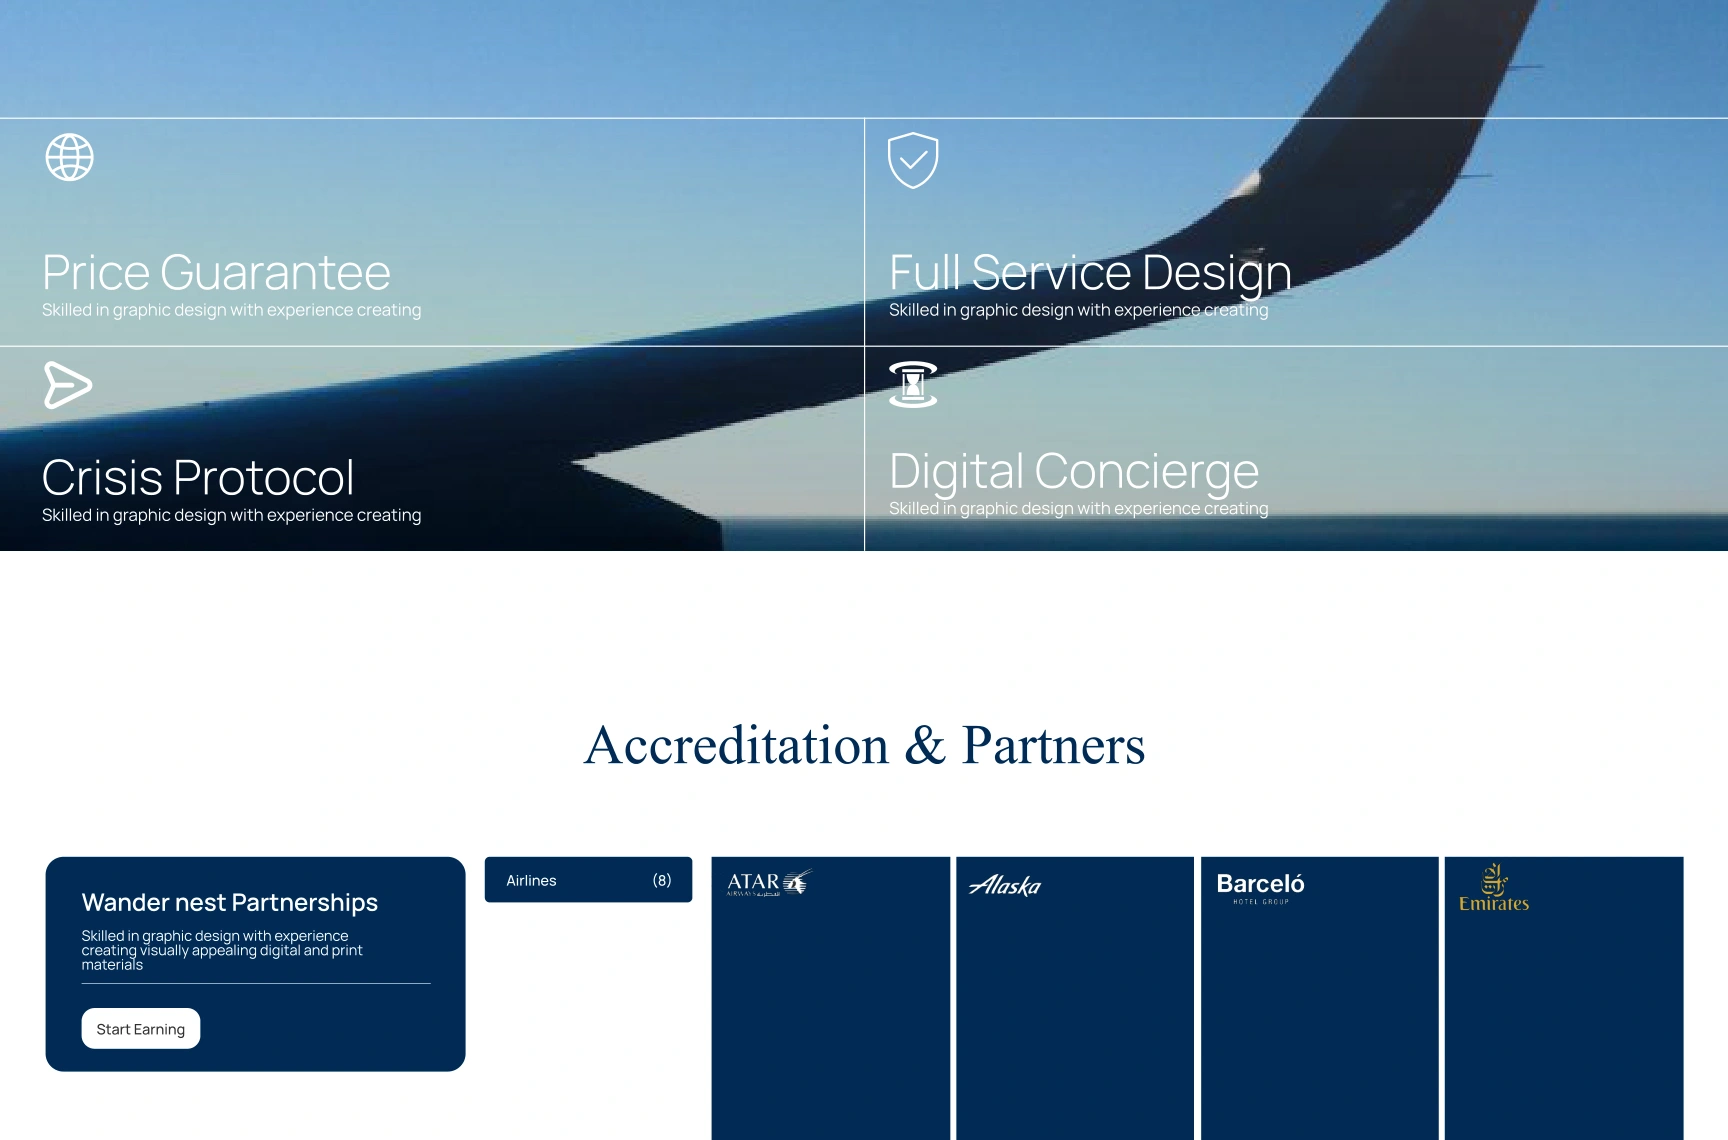 Price Guarantee
Skilled in graphic design with experience creating
Full Service Design
Skilled in graphic design with experience creating
Crisis Protocol
Skilled in graphic design with experience creating
Digital Concierge
Skilled in graphic design with experience creating
Accreditation & Partners
Wander nest Partnerships
Skilled in graphic design with experience
creating visually appealing digital and print
materials
Start Earning
Airlines (8)
ATAR
AIRWAYS القطرية
Alaska
Barceló
HOTEL GROUP
Emirates